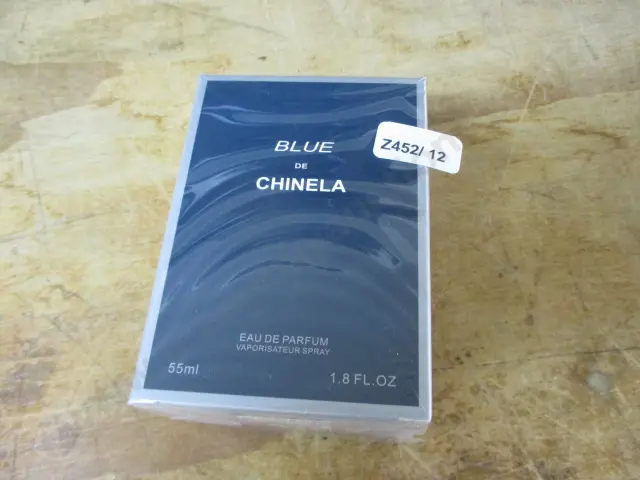 BLUE
DE
CHINELA
Z452/ 12
EAU DE PARFUM
VAPORISATEUR SPRAY
55ml
1.8 FL.OZ